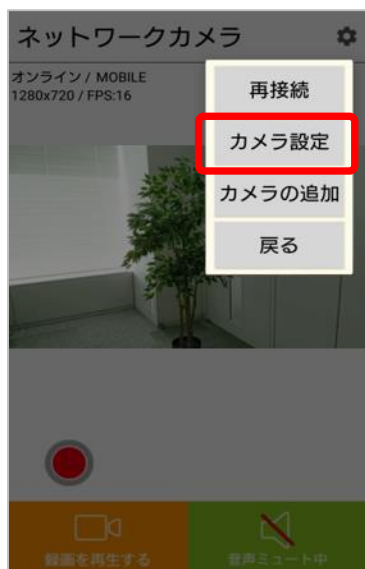 ネットワークカメラ
オンライン / MOBILE
1280x720 / FPS:16
再接続
カメラ設定
カメラの追加
戻る
録画を再生する
音声ミュート中